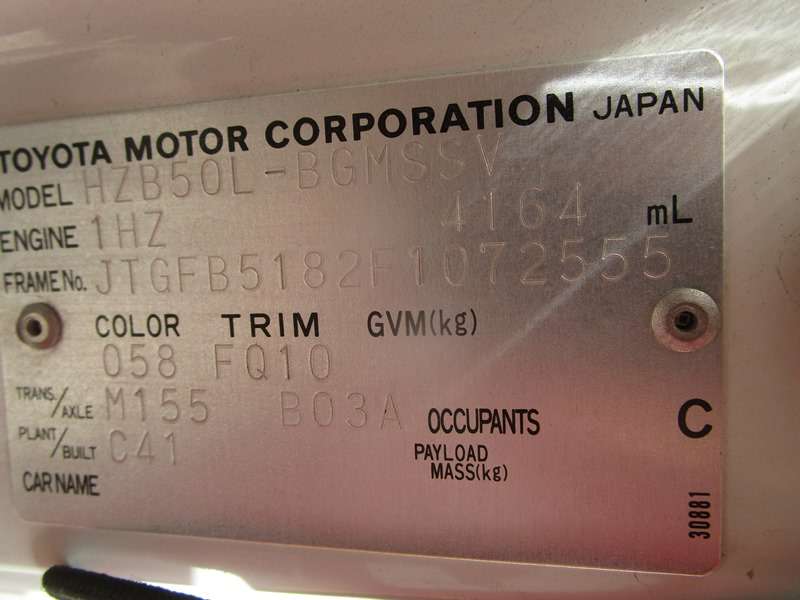 TOYOTA MOTOR CORPORATION JAPAN
MODEL HZB50L-BGMSSV
ENGINE 1HZ 4164 mL
FRAME No. JTGFB5182F1072555
COLOR TRIM GVM(kg)
058 FQ10
TRANS./AXLE M155 B03A OCCUPANTS C
PLANT/BUILT C41 PAYLOAD MASS(kg)
CAR NAME
30881